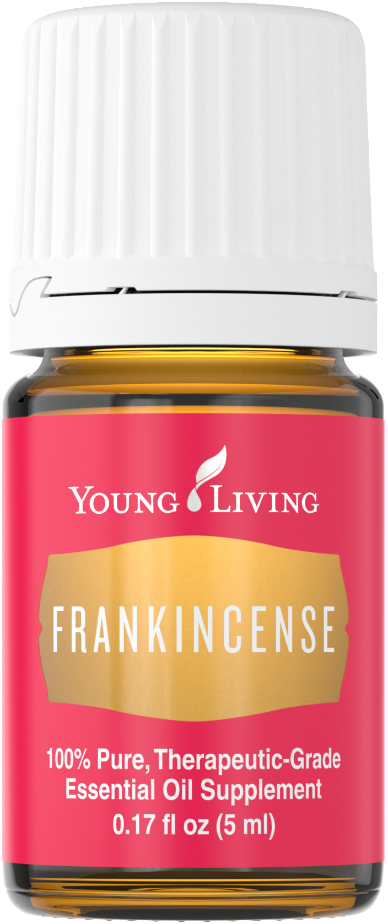 YOUNG LIVING
FRANKINCENSE
100% Pure, Therapeutic-Grade
Essential Oil Supplement
0.17 fl oz (5 ml)